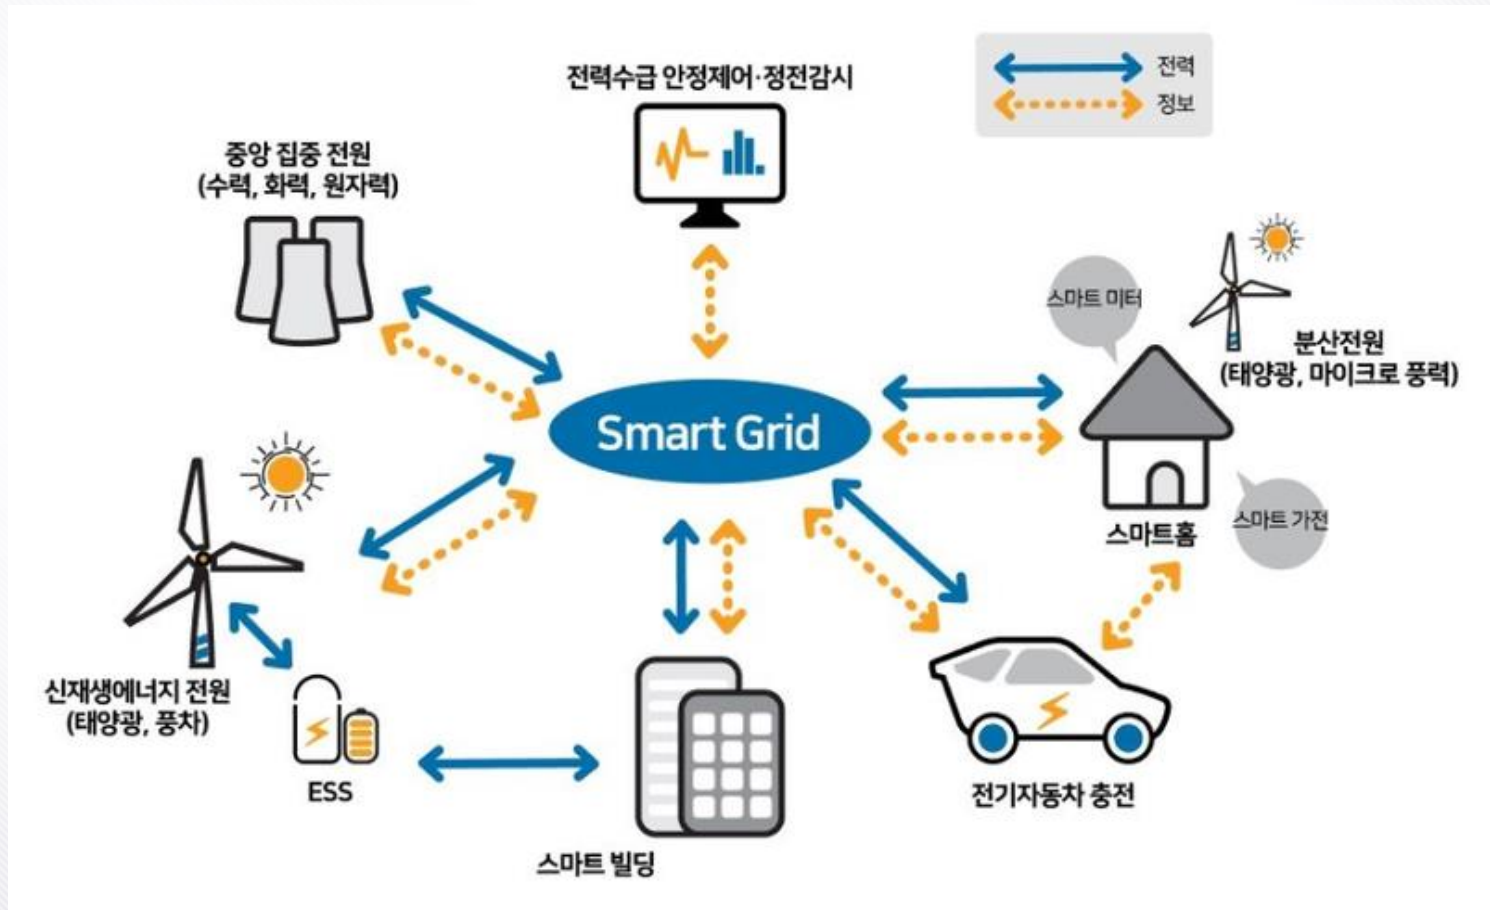 전력수급 안정제어·정전감시
전력
정보
중앙 집중 전원
(수력, 화력, 원자력)
스마트 미터
분산전원
(태양광, 마이크로 풍력)
Smart Grid
스마트 가전
스마트홈
신재생에너지 전원
(태양광, 풍차)
ESS
전기자동차 충전
스마트 빌딩